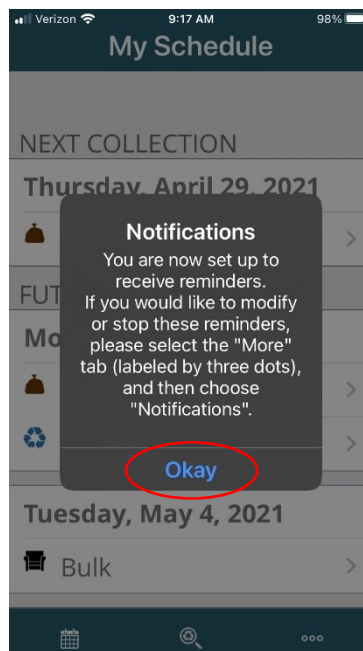 Verizon 9:17 AM 98%
My Schedule
NEXT COLLECTION
Thursday, April 29, 2021
Notifications
You are now set up to
receive reminders.
If you would like to modify
or stop these reminders,
please select the "More"
tab (labeled by three dots),
and then choose
"Notifications".
Okay
FUT
Mo
Tuesday, May 4, 2021
Bulk